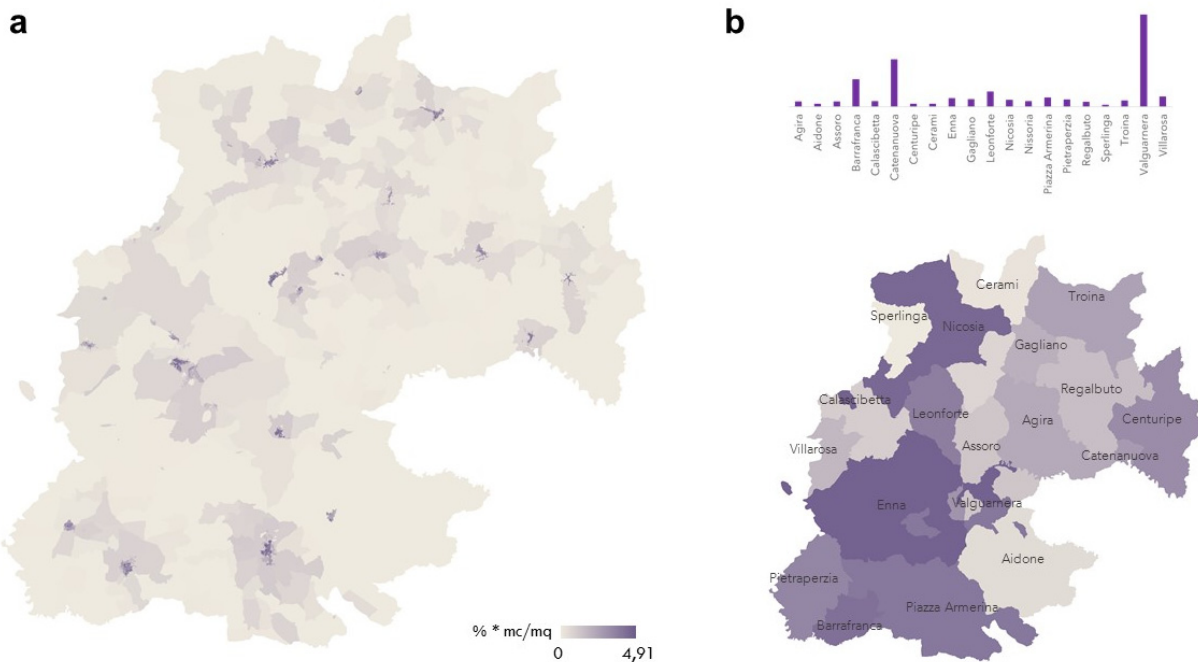 a
% * mc/mq
0
4,91
b
Agira
Aidone
Assoro
Barrafranca
Calascibetta
Catenanuova
Centuripe
Cerami
Enna
Gagliano
Leonforte
Nicosia
Nissoria
Piazza Armerina
Pietraperzia
Regalbuto
Sperlinga
Troina
Valguarnera
Villarosa
Cerami
Troina
Sperlinga
Nicosia
Gagliano
Regalbuto
Calascibetta
Leonforte
Agira
Centuripe
Villarosa
Assoro
Catenanuova
Enna
Valguarnera
Aidone
Pietraperzia
Piazza Armerina
Barrafranca